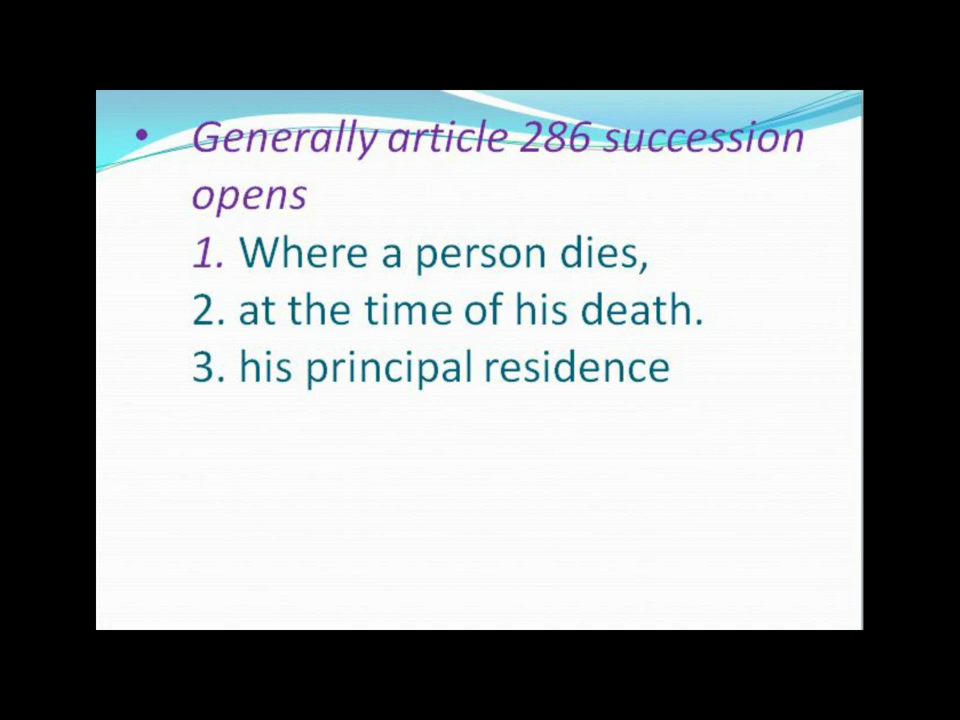 • Generally article 286 succession
opens
1. Where a person dies,
2. at the time of his death.
3. his principal residence